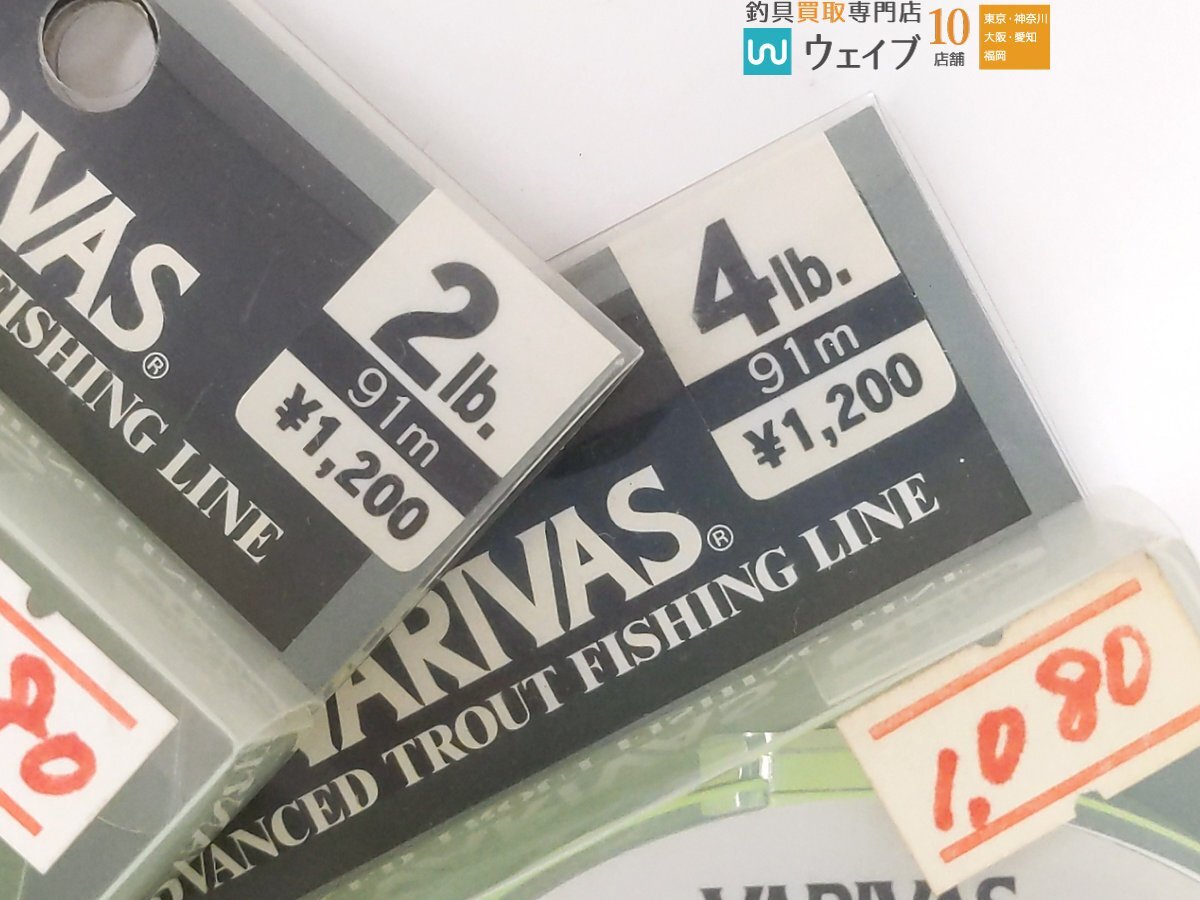 釣具買取専門店
ウェイブ
10
店舗
東京・神奈川
大阪・愛知
福岡
RIVAS®
FISHING LINE
2lb.
91m
¥1,200
4lb.
91m
¥1,200
VARIVAS®
ADVANCED TROUT FISHING LINE
80
1,080
VARIVAS